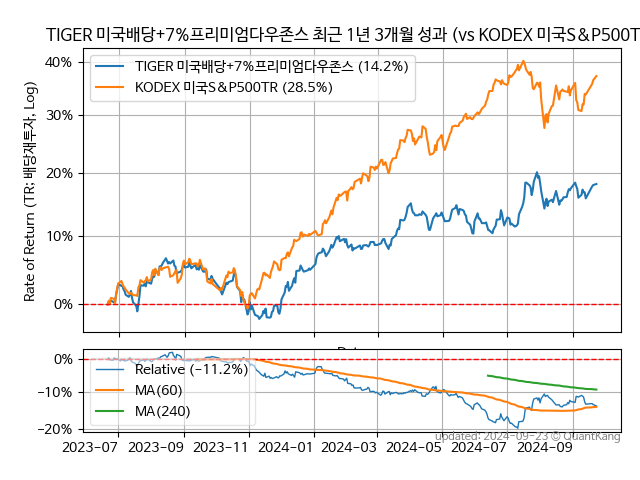 TIGER 미국배당+7%프리미엄다우존스 최근 1년 3개월 성과 (vs KODEX 미국S&P500T
40%
30%
20%
10%
0%
Rate of Return (TR: 배당재투자, Log)
TIGER 미국배당+7%프리미엄다우존스 (14.2%)
KODEX 미국S&P500TR (28.5%)
0%
−10%
−20%
Relative (−11.2%)
MA(60)
MA(240)
2023-07 2023-09 2023-11 2024-01 2024-03 2024-05 2024-07 2024-09
updated: 2024-09-23 © QuantKang